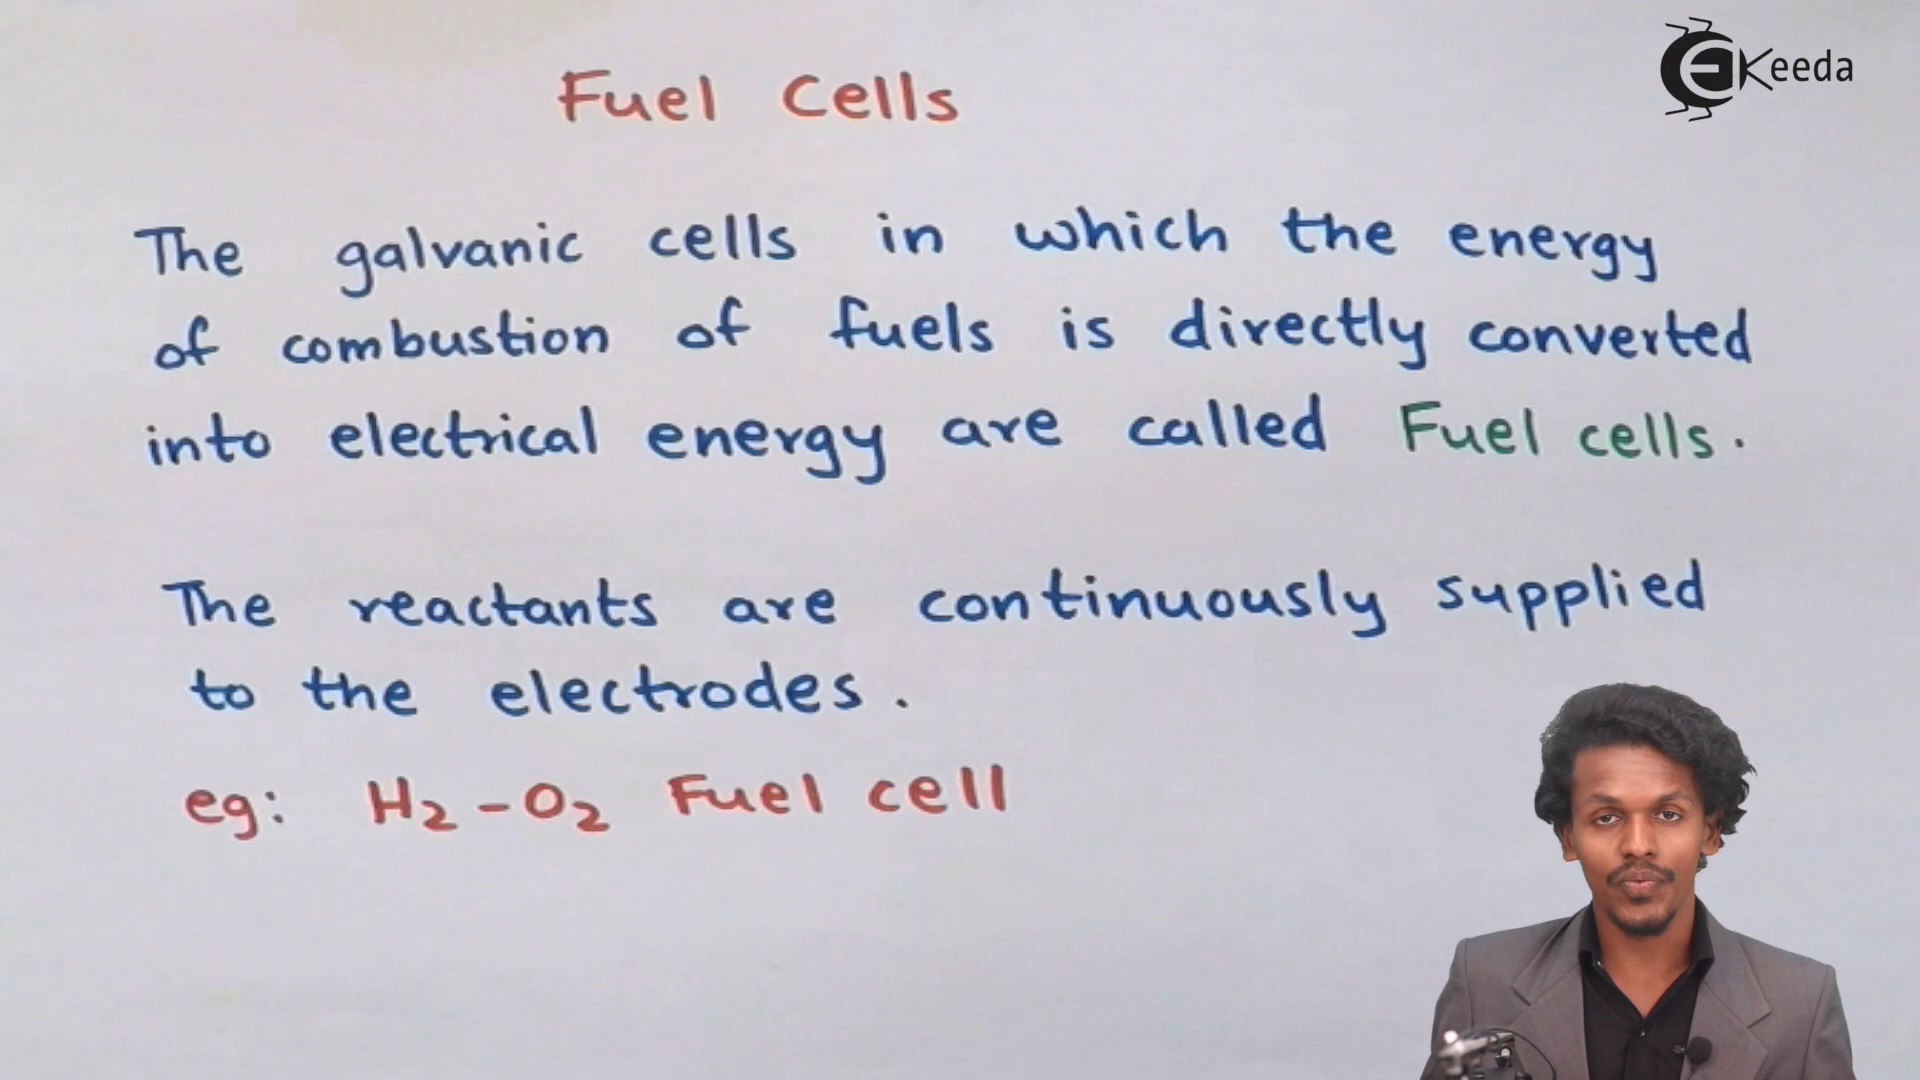 Fuel Cells
EKeeda
The galvanic cells in which the energy
of combustion of fuels is directly converted
into electrical energy are called Fuel cells.
The reactants are continuously supplied
to the electrodes.
eg: H₂ - O₂ Fuel cell